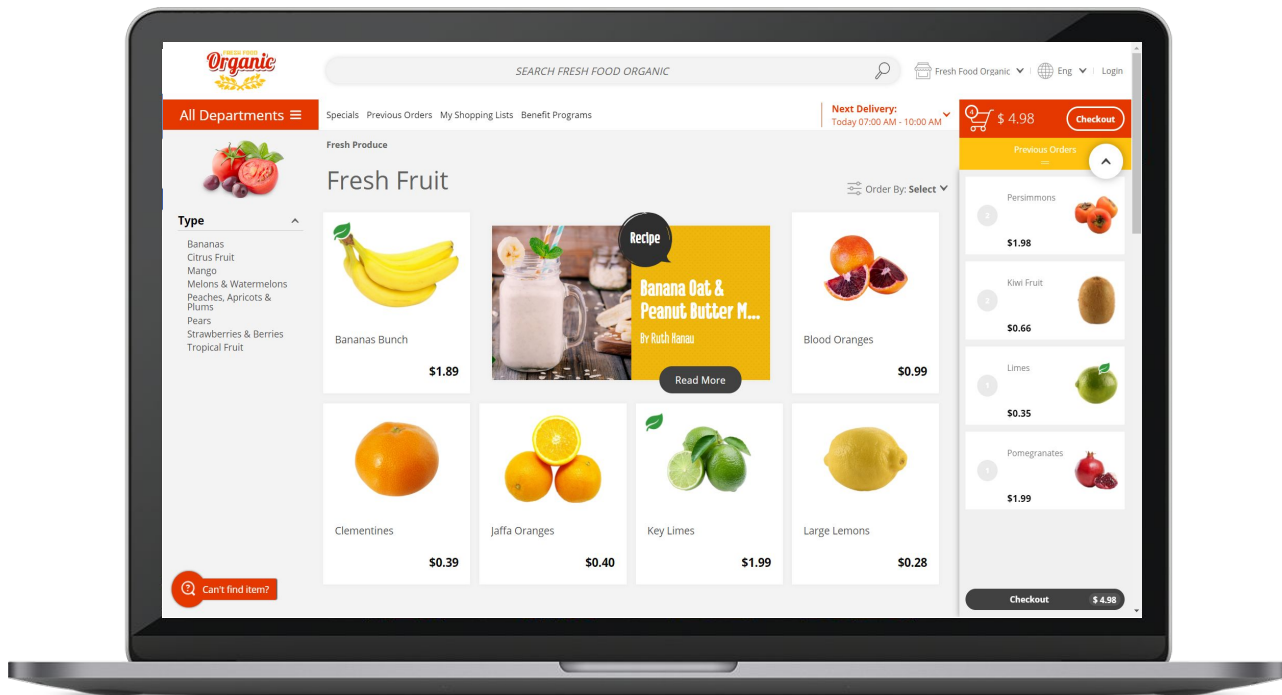 FRESH FOOD
Organic
SEARCH FRESH FOOD ORGANIC
Fresh Food Organic
Eng
Login
All Departments
Specials Previous Orders My Shopping Lists Benefit Programs
Next Delivery:
Today 07:00 AM - 10:00 AM
4
$ 4.98
Checkout
Previous Orders
Fresh Produce
Fresh Fruit
Order By: Select
Type
Bananas
Citrus Fruit
Mango
Melons & Watermelons
Peaches, Apricots &
Plums
Pears
Strawberries & Berries
Tropical Fruit
Bananas Bunch
$1.89
Recipe
Banana Oat &
Peanut Butter M...
By Ruth Hanau
Read More
Blood Oranges
$0.99
Clementines
$0.39
Jaffa Oranges
$0.40
Key Limes
$1.99
Large Lemons
$0.28
Persimmons
2
$1.98
Kiwi Fruit
2
$0.66
Limes
1
$0.35
Pomegranates
1
$1.99
Can't find item?
Checkout $ 4.98